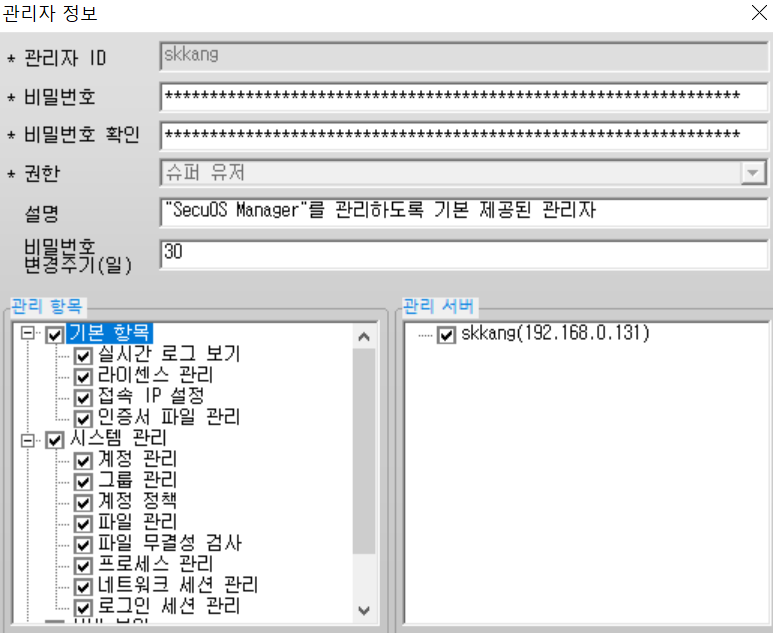 관리자 정보
* 관리자 ID
skkang
* 비밀번호
****************************************************************
* 비밀번호 확인
****************************************************************
* 권한
슈퍼 유저
설명
"SecuOS Manager"를 관리하도록 기본 제공된 관리자
비밀번호
변경주기(일)
30
관리 항목
기본 항목
실시간 로그 보기
라이센스 관리
접속 IP 설정
인증서 파일 관리
시스템 관리
계정 관리
그룹 관리
계정 정책
파일 관리
파일 무결성 검사
프로세스 관리
네트워크 세션 관리
로그인 세션 관리
관리 서버
skkang(192.168.0.131)